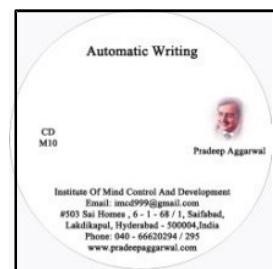 Automatic Writing
CD
M10
Pradeep Aggarwal
Institute Of Mind Control And Development
Email: imcd999@gmail.com
#503 Sai Homes , 6 - 1 - 68 / 1, Saifabad,
Lakdikapul, Hyderabad - 500004,India
Phone: 040 - 66620294 / 295
www.pradeepaggarwal.com